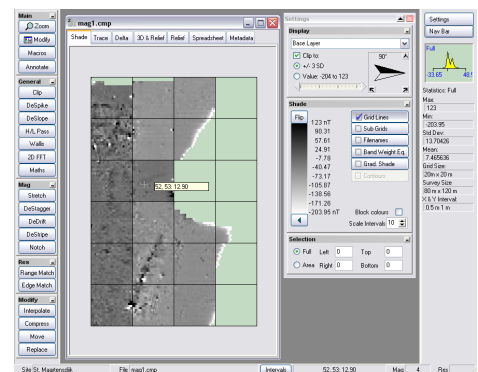 Main
Zoom
Modify
Macros
Annotate
General
Clip
DeSpike
DeSlope
H/L Pass
Wallis
2D FFT
Maths
Mag
Stretch
DeStagger
DeDrift
DeStripe
Notch
Res
Range Match
Edge Match
Modify
Interpolate
Compress
Move
Replace
mag1.cmp
Shade Trace Delta 3D & Relief Relief Spreadsheet Metadata
52, 53: 12.90
Settings
Display
Base Layer
Clip to:
+/- 3 SD
Value: -204 to 123
90°
Shade
Flip
123 nT
90.31
57.61
24.91
-7.78
-40.47
-73.17
-105.87
-138.56
-171.26
-203.95 nT
Grid Lines
Sub Grids
Filenames
Band Weight Eq.
Grad. Shade
Contours
Block colours
Scale Intervals 10
Selection
Full Left 0 Top 0
Area Right 0 Bottom 0
Settings
Nav Bar
Full
-33.65 48.5
Statistics: Full
Max:
123
Min:
-203.95
Std Dev:
13.70426
Mean:
7.465636
Grid Size:
20m x 20 m
Survey Size
80 m x 120 m
X & Y Interval:
0.5 m 1 m
Site St. Maartensdijk File mag1.cmp Intervals 52, 53: 12.90 Mag 4 Res